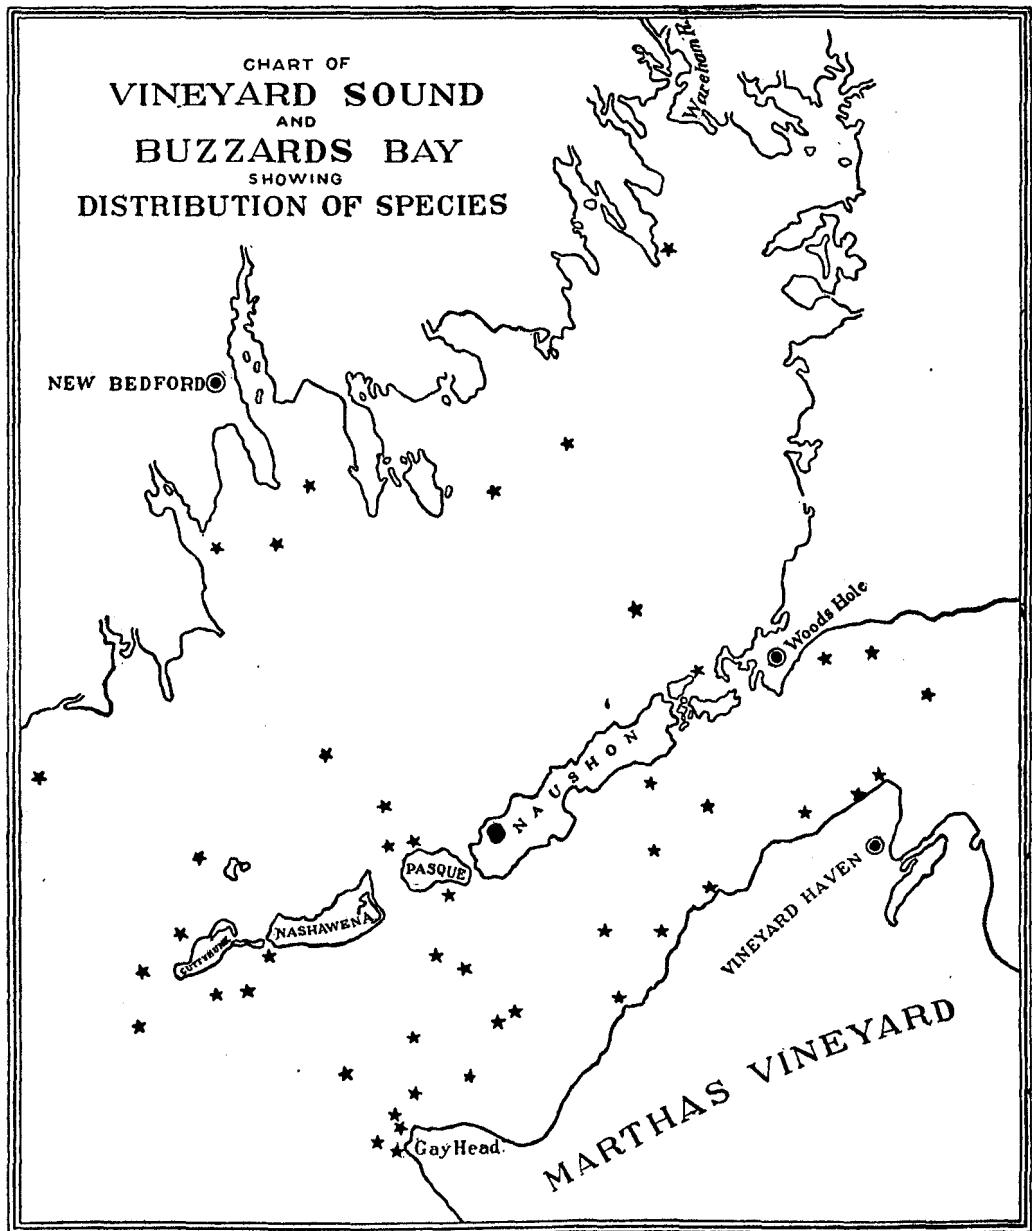 CHART OF
VINEYARD SOUND
AND
BUZZARDS BAY
SHOWING
DISTRIBUTION OF SPECIES
Wareham R.
NEW BEDFORD
Woods Hole
NAUSHON
PASQUE
NASHAWENA
CUTTYHUNK
VINEYARD HAVEN
MARTHAS VINEYARD
Gay Head.